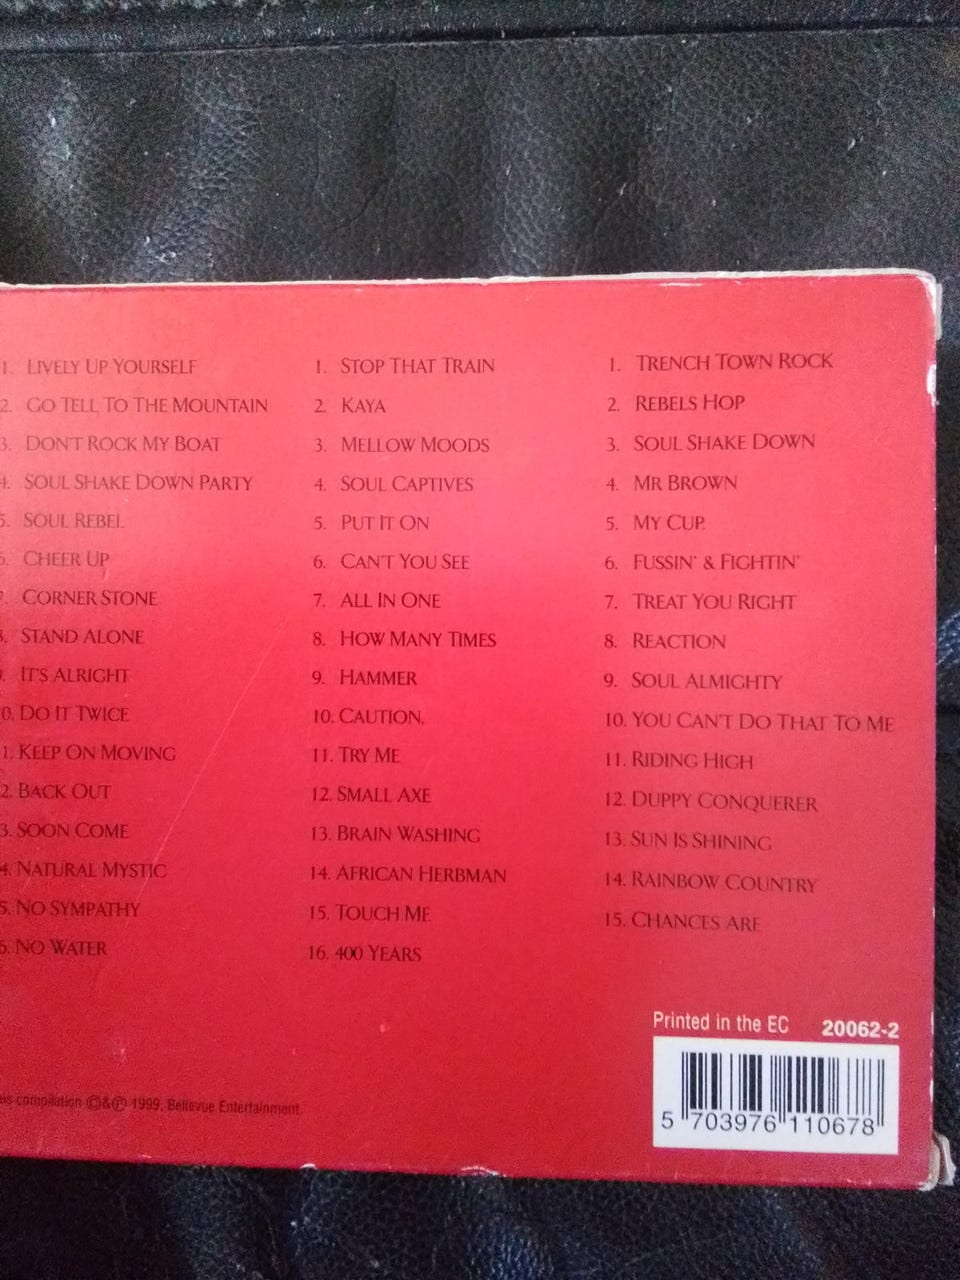 1. LIVELY UP YOURSELF
2. GO TELL TO THE MOUNTAIN
3. DON'T ROCK MY BOAT
4. SOUL SHAKE DOWN PARTY
5. SOUL REBEL
6. CHEER UP
7. CORNER STONE
8. STAND ALONE
9. IT'S ALRIGHT
0. DO IT TWICE
1. KEEP ON MOVING
2. BACK OUT
3. SOON COME
4. NATURAL MYSTIC
5. NO SYMPATHY
6. NO WATER
1. STOP THAT TRAIN
2. KAYA
3. MELLOW MOODS
4. SOUL CAPTIVES
5. PUT IT ON
6. CAN'T YOU SEE
7. ALL IN ONE
8. HOW MANY TIMES
9. HAMMER
10. CAUTION,
11. TRY ME
12. SMALL AXE
13. BRAIN WASHING
14. AFRICAN HERBMAN
15. TOUCH ME
16. 400 YEARS
1. TRENCH TOWN ROCK
2. REBELS HOP
3. SOUL SHAKE DOWN
4. MR BROWN
5. MY CUP.
6. FUSSIN' & FIGHTIN'
7. TREAT YOU RIGHT
8. REACTION
9. SOUL ALMIGHTY
10. YOU CAN'T DO THAT TO ME
11. RIDING HIGH
12. DUPPY CONQUERER
13. SUN IS SHINING
14. RAINBOW COUNTRY
15. CHANCES ARE
Printed in the EC 20062-2
5 703976 110678
compilation ©&℗ 1999, Bellevue Entertainment.